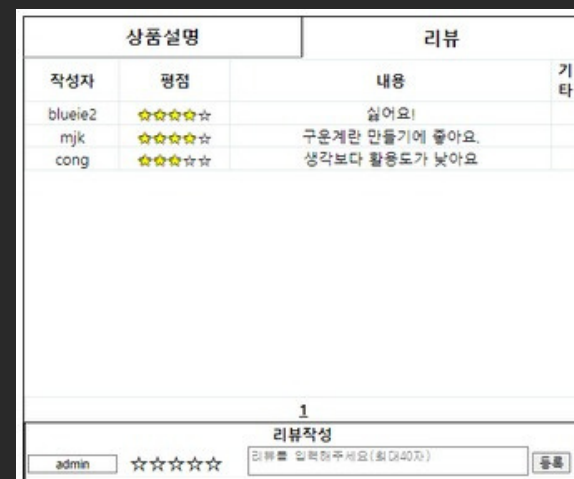 상품설명 리뷰
작성자 평점 내용 기타
blueie2 ★★★★☆ 싫어요!
mjk ★★★★☆ 구운계란 만들기에 좋아요.
cong ★★★☆☆ 생각보다 활용도가 낮아요
1
리뷰작성
admin ☆☆☆☆☆ 리뷰를 입력해주세요(최대40자) 등록